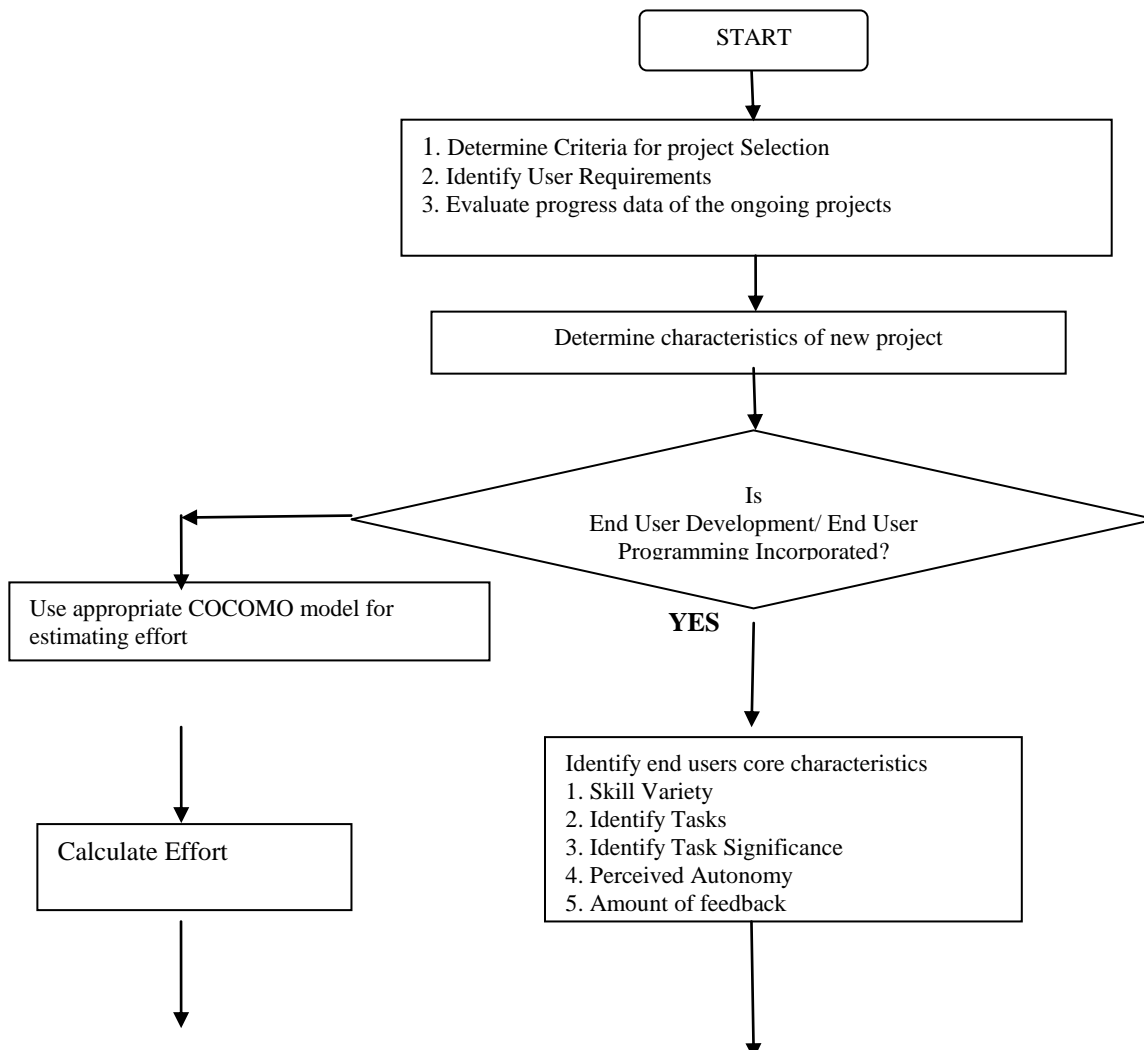 START
1. Determine Criteria for project Selection
2. Identify User Requirements
3. Evaluate progress data of the ongoing projects
Determine characteristics of new project
Is
End User Development/ End User
Programming Incorporated?
YES
Use appropriate COCOMO model for
estimating effort
Identify end users core characteristics
1. Skill Variety
2. Identify Tasks
3. Identify Task Significance
4. Perceived Autonomy
5. Amount of feedback
Calculate Effort